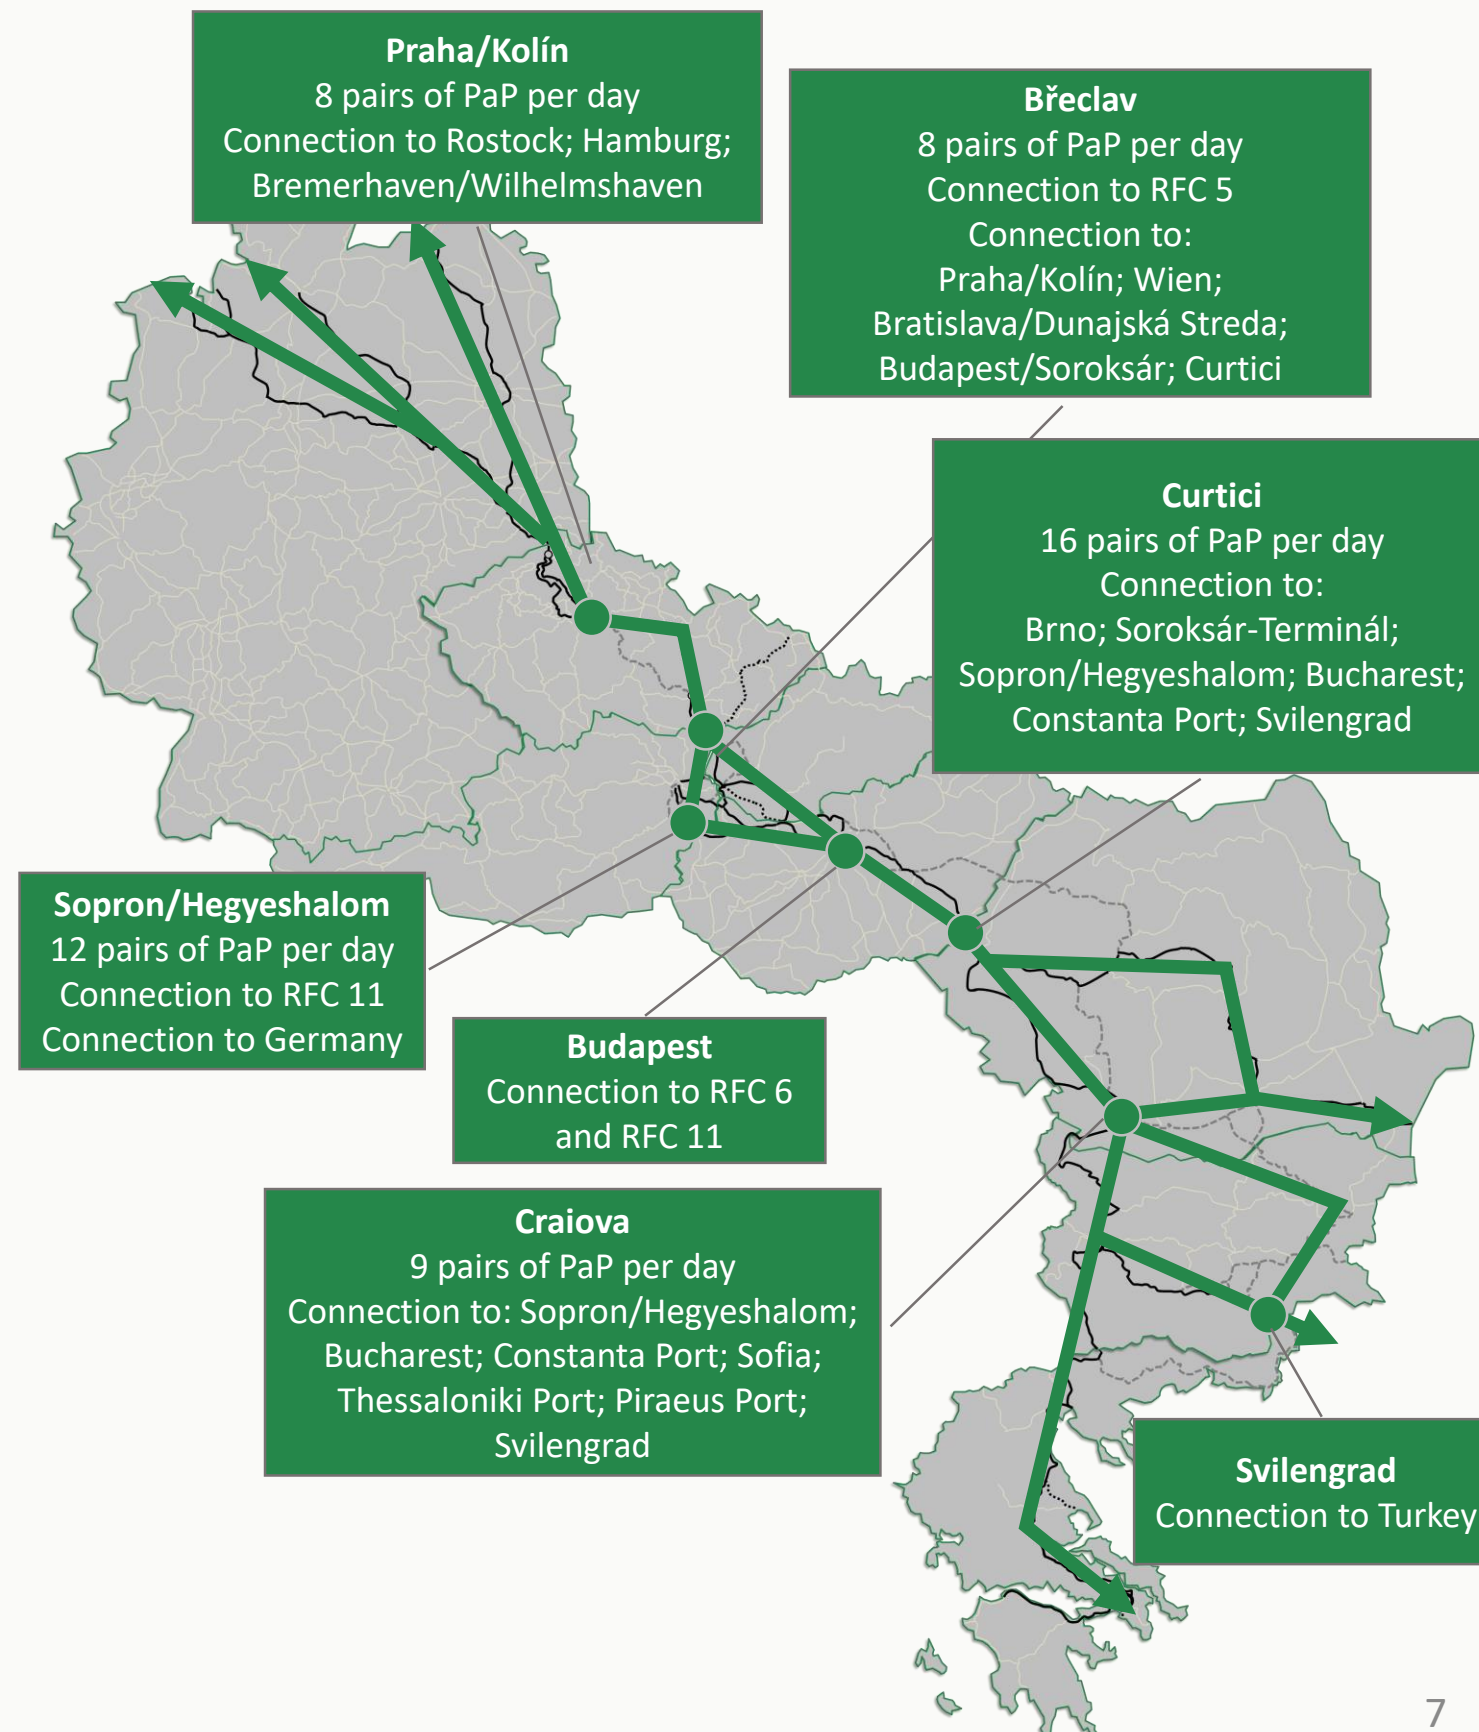 Praha/Kolín
8 pairs of PaP per day
Connection to Rostock; Hamburg;
Bremerhaven/Wilhelmshaven
Břeclav
8 pairs of PaP per day
Connection to RFC 5
Connection to:
Praha/Kolín; Wien;
Bratislava/Dunajská Streda;
Budapest/Soroksár; Curtici
Curtici
16 pairs of PaP per day
Connection to:
Brno; Soroksár-Terminál;
Sopron/Hegyeshalom; Bucharest;
Constanta Port; Svilengrad
Sopron/Hegyeshalom
12 pairs of PaP per day
Connection to RFC 11
Connection to Germany
Budapest
Connection to RFC 6
and RFC 11
Craiova
9 pairs of PaP per day
Connection to: Sopron/Hegyeshalom;
Bucharest; Constanta Port; Sofia;
Thessaloniki Port; Piraeus Port;
Svilengrad
Svilengrad
Connection to Turkey
7